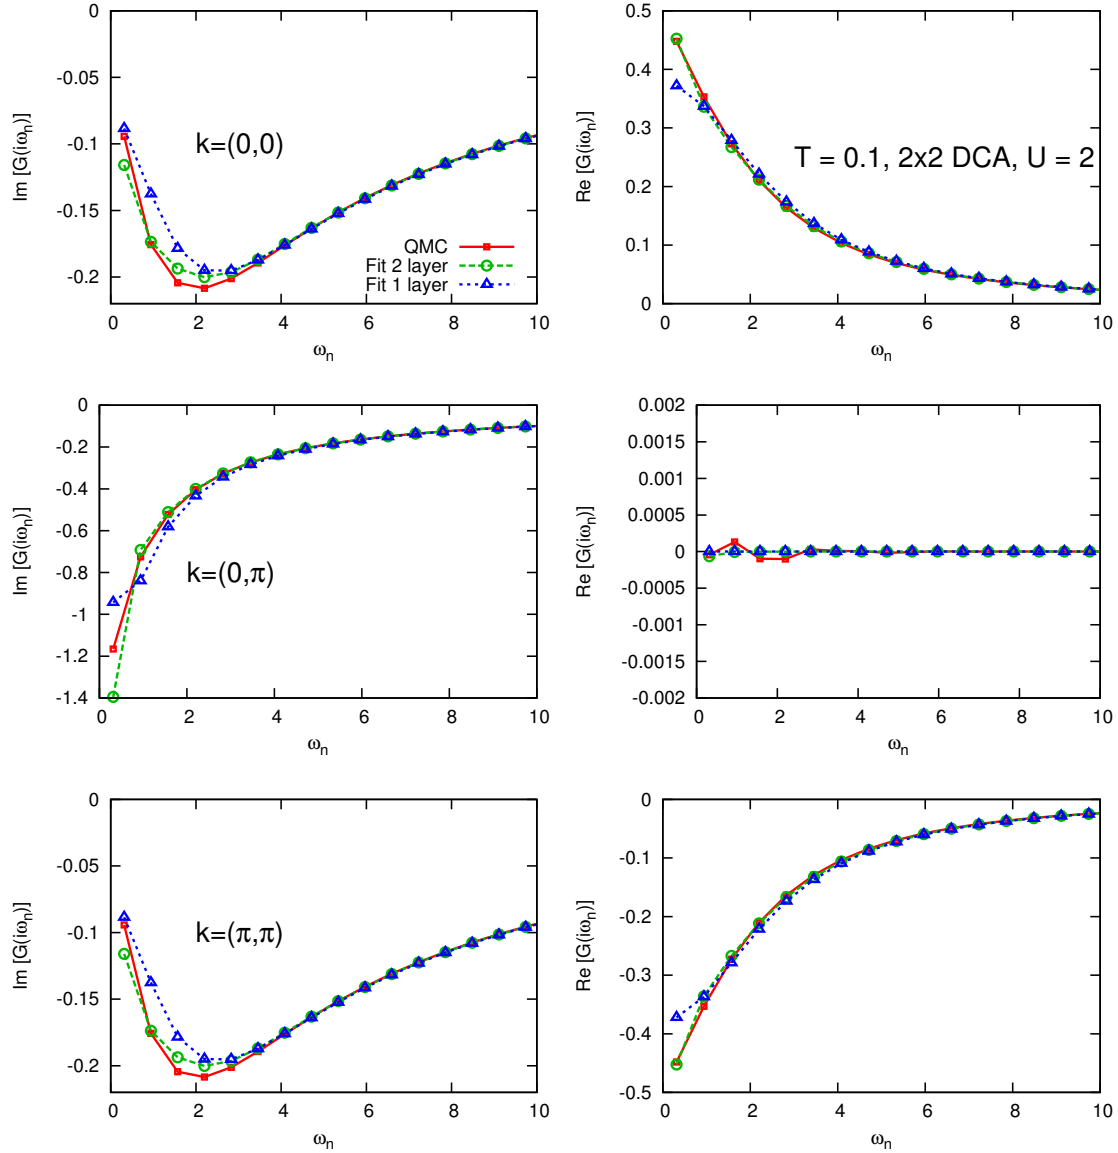 0
-0.05
-0.1
-0.15
-0.2
Im [G(iωn)]
k=(0,0)
QMC
Fit 2 layer
Fit 1 layer
0 2 4 6 8 10
ωn
0.5
0.4
0.3
0.2
0.1
0
Re [G(iωn)]
T = 0.1, 2x2 DCA, U = 2
0 2 4 6 8 10
ωn
0
-0.2
-0.4
-0.6
-0.8
-1
-1.2
-1.4
Im [G(iωn)]
k=(0,π)
0 2 4 6 8 10
ωn
0.002
0.0015
0.001
0.0005
0
-0.0005
-0.001
-0.0015
-0.002
Re [G(iωn)]
0 2 4 6 8 10
ωn
0
-0.05
-0.1
-0.15
-0.2
Im [G(iωn)]
k=(π,π)
0 2 4 6 8 10
ωn
0
-0.1
-0.2
-0.3
-0.4
-0.5
Re [G(iωn)]
0 2 4 6 8 10
ωn